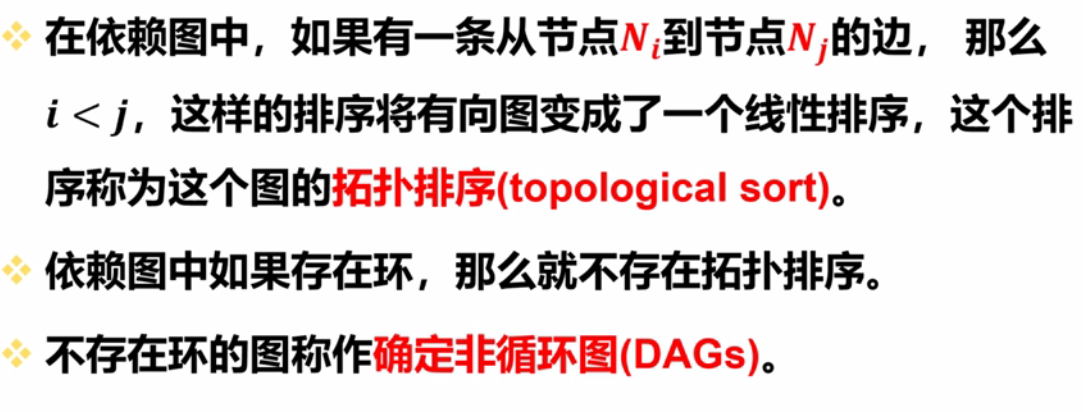 在依赖图中，如果有一条从节点Nᵢ到节点Nⱼ的边， 那么
i < j，这样的排序将有向图变成了一个线性排序，这个排
序称为这个图的拓扑排序(topological sort)。
依赖图中如果存在环，那么就不存在拓扑排序。
不存在环的图称作确定非循环图(DAGs)。